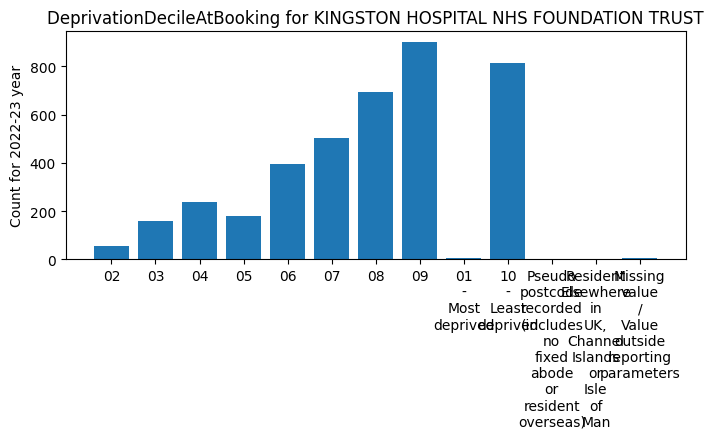 DeprivationDecileAtBooking for KINGSTON HOSPITAL NHS FOUNDATION TRUST
Count for 2022-23 year
800
600
400
200
0
02
03
04
05
06
07
08
09
01
-
Most
deprived
10
-
Least
deprived
Pseudo
postcode
recorded
(includes
no
fixed
abode
or
resident
overseas)
Resident
Elsewhere
in
UK,
Channel
Islands
or
Isle
of
Man
Missing
value
/
Value
outside
reporting
parameters